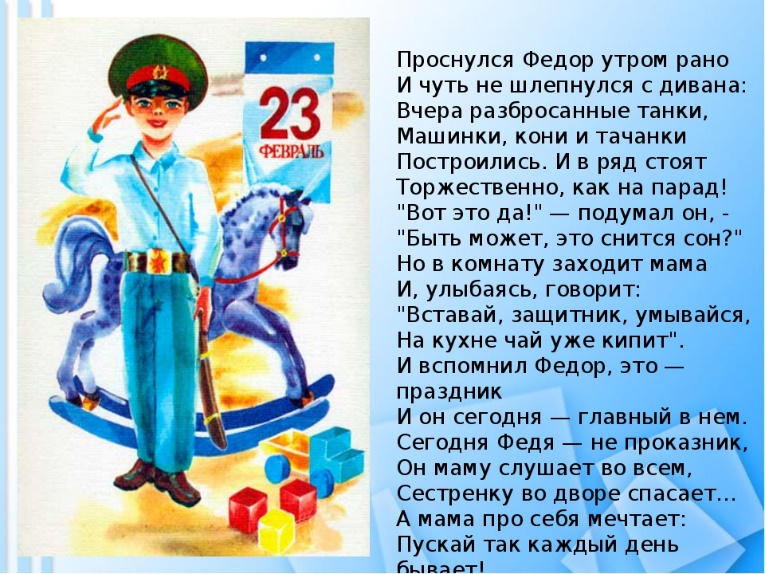 23
ФЕВРАЛЬ
Проснулся Федор утром рано
И чуть не шлепнулся с дивана:
Вчера разбросанные танки,
Машинки, кони и тачанки
Построились. И в ряд стоят
Торжественно, как на парад!
"Вот это да!" — подумал он, -
"Быть может, это снится сон?"
Но в комнату заходит мама
И, улыбаясь, говорит:
"Вставай, защитник, умывайся,
На кухне чай уже кипит".
И вспомнил Федор, это —
праздник
И он сегодня — главный в нем.
Сегодня Федя — не проказник,
Он маму слушает во всем,
Сестренку во дворе спасает…
А мама про себя мечтает:
Пускай так каждый день
бывает!